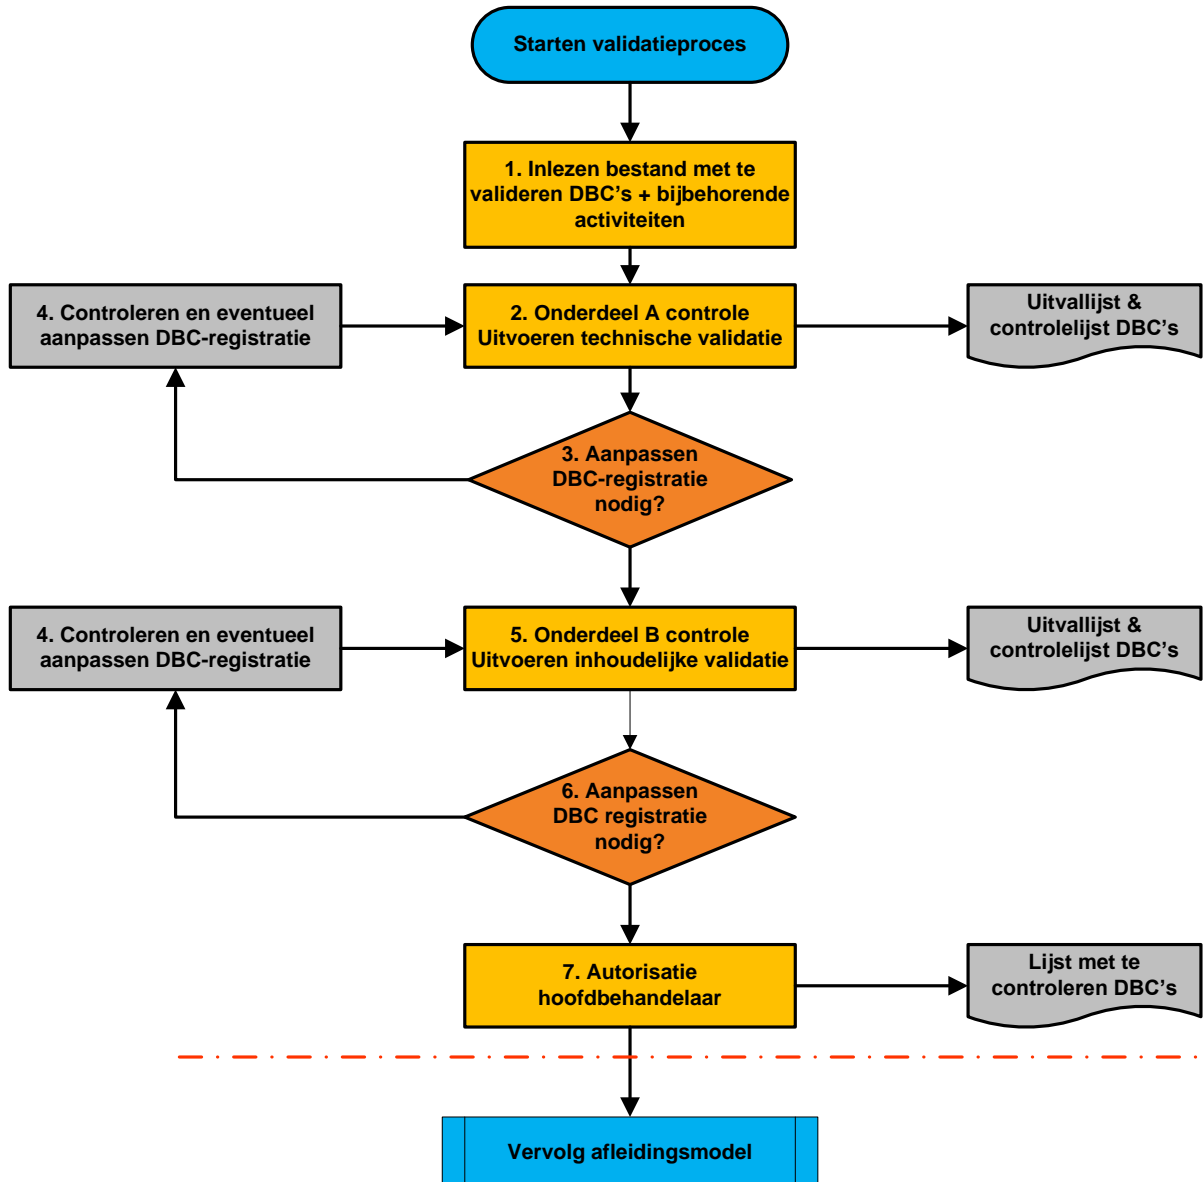 Starten validatieproces
1. Inlezen bestand met te
valideren DBC's + bijbehorende
activiteiten
4. Controleren en eventueel
aanpassen DBC-registratie
2. Onderdeel A controle
Uitvoeren technische validatie
Uitvallijst &
controlelijst DBC's
3. Aanpassen
DBC-registratie
nodig?
4. Controleren en eventueel
aanpassen DBC-registratie
5. Onderdeel B controle
Uitvoeren inhoudelijke validatie
Uitvallijst &
controlelijst DBC's
6. Aanpassen
DBC registratie
nodig?
7. Autorisatie
hoofdbehandelaar
Lijst met te
controleren DBC's
Vervolg afleidingsmodel